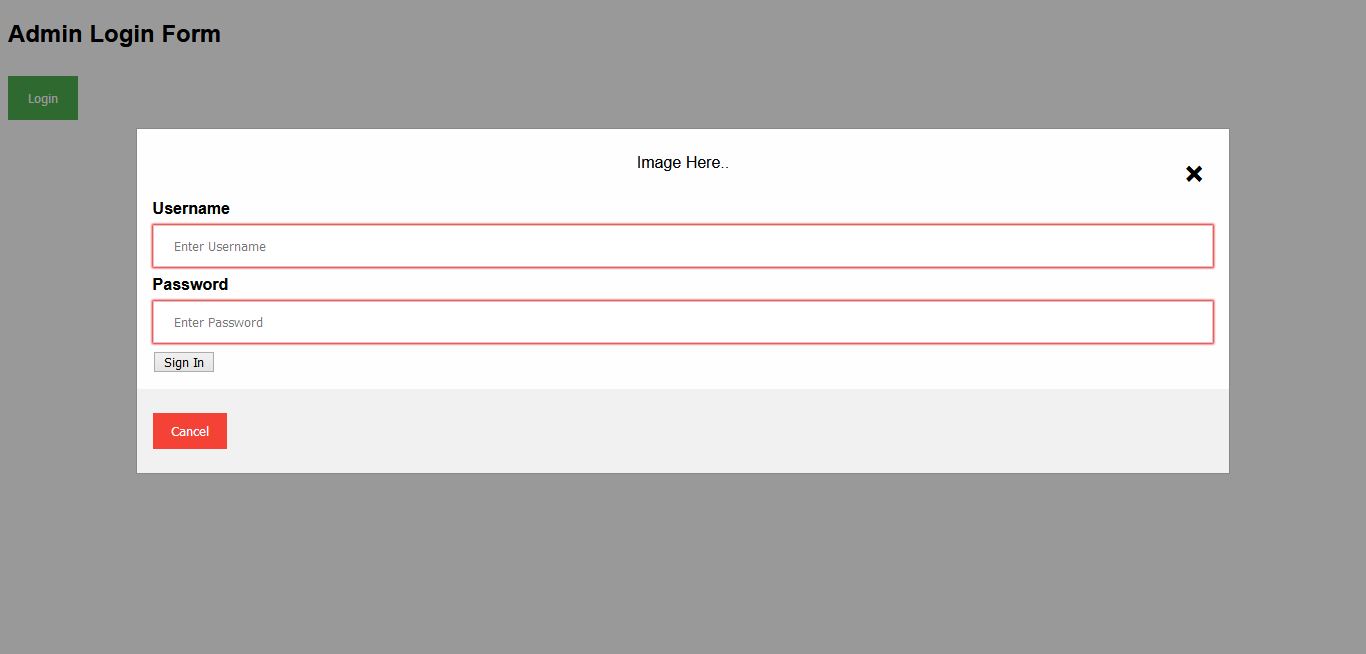 Admin Login Form
Login
Image Here..
Username
Enter Username
Password
Enter Password
Sign In
Cancel